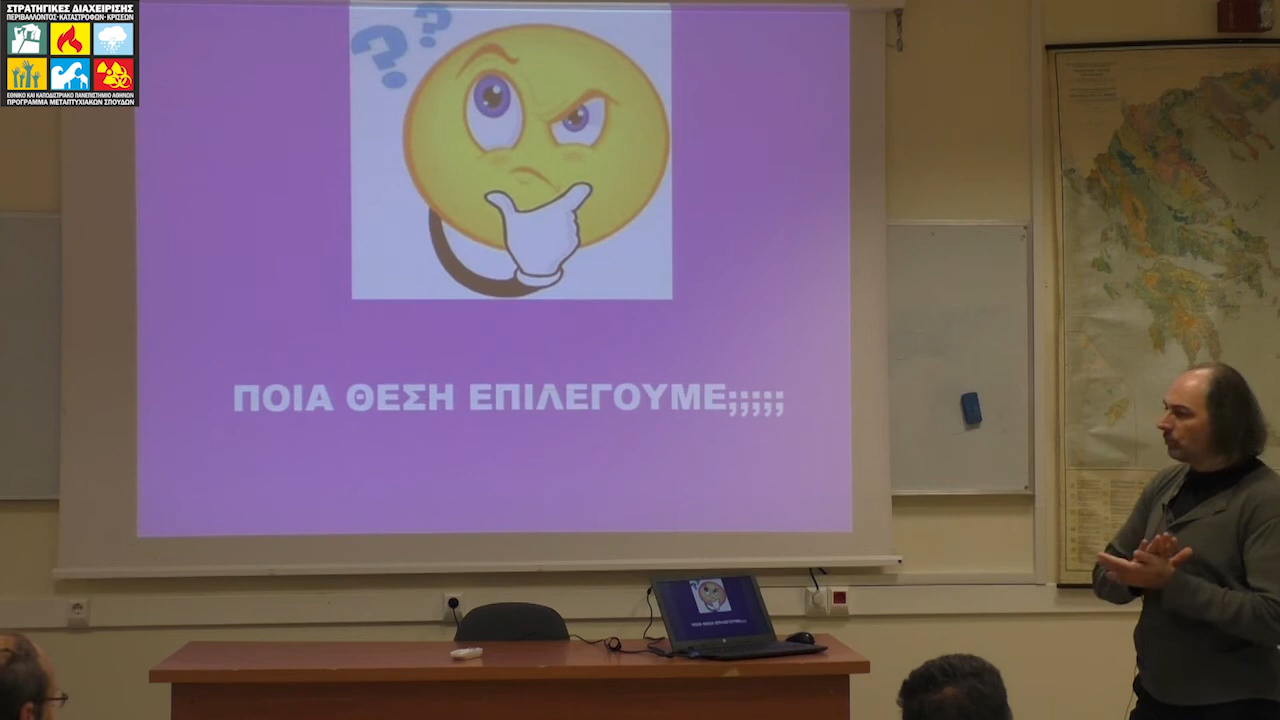 ΣΤΡΑΤΗΓΙΚΕΣ ΔΙΑΧΕΙΡΙΣΗΣ
ΠΕΡΙΒΑΛΛΟΝΤΟΣ·ΚΑΤΑΣΤΡΟΦΩΝ·ΚΡΙΣΕΩΝ
ΕΘΝΙΚΟ ΚΑΙ ΚΑΠΟΔΙΣΤΡΙΑΚΟ ΠΑΝΕΠΙΣΤΗΜΙΟ ΑΘΗΝΩΝ
ΠΡΟΓΡΑΜΜΑ ΜΕΤΑΠΤΥΧΙΑΚΩΝ ΣΠΟΥΔΩΝ
??
ΠΟΙΑ ΘΕΣΗ ΕΠΙΛΕΓΟΥΜΕ;;;;;